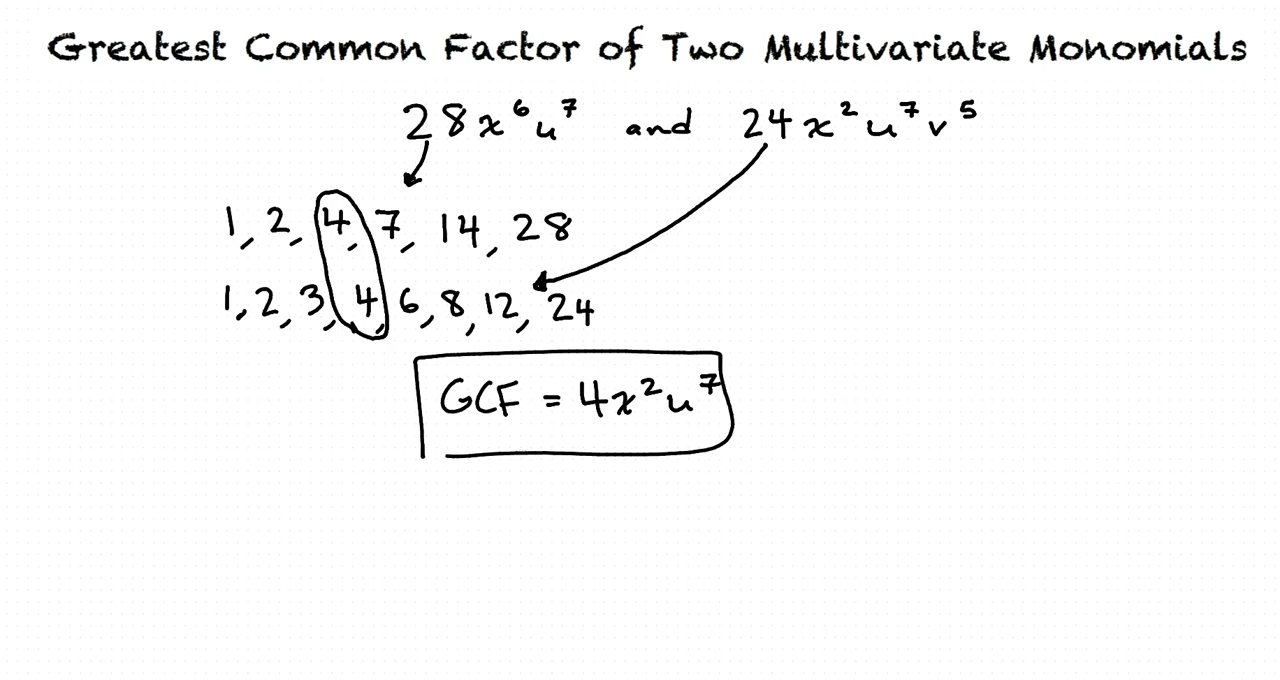 Greatest Common Factor of Two Multivariate Monomials
28x⁶u⁷ and 24x²u⁷v⁵
1, 2, 4, 7, 14, 28
1, 2, 3, 4, 6, 8, 12, 24
GCF = 4x²u⁷